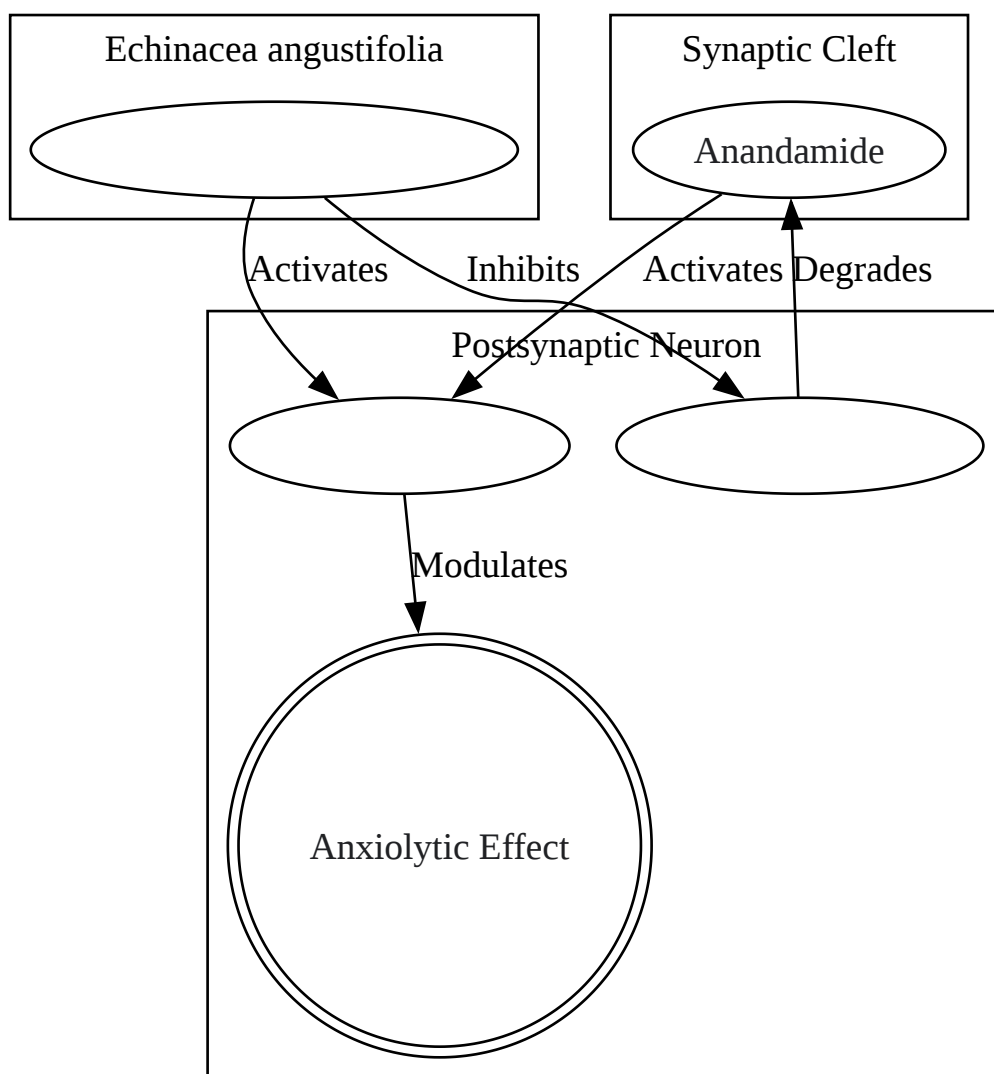 Echinacea angustifolia
Synaptic Cleft
Anandamide
Activates
Inhibits
Activates
Degrades
Postsynaptic Neuron
Modulates
Anxiolytic Effect